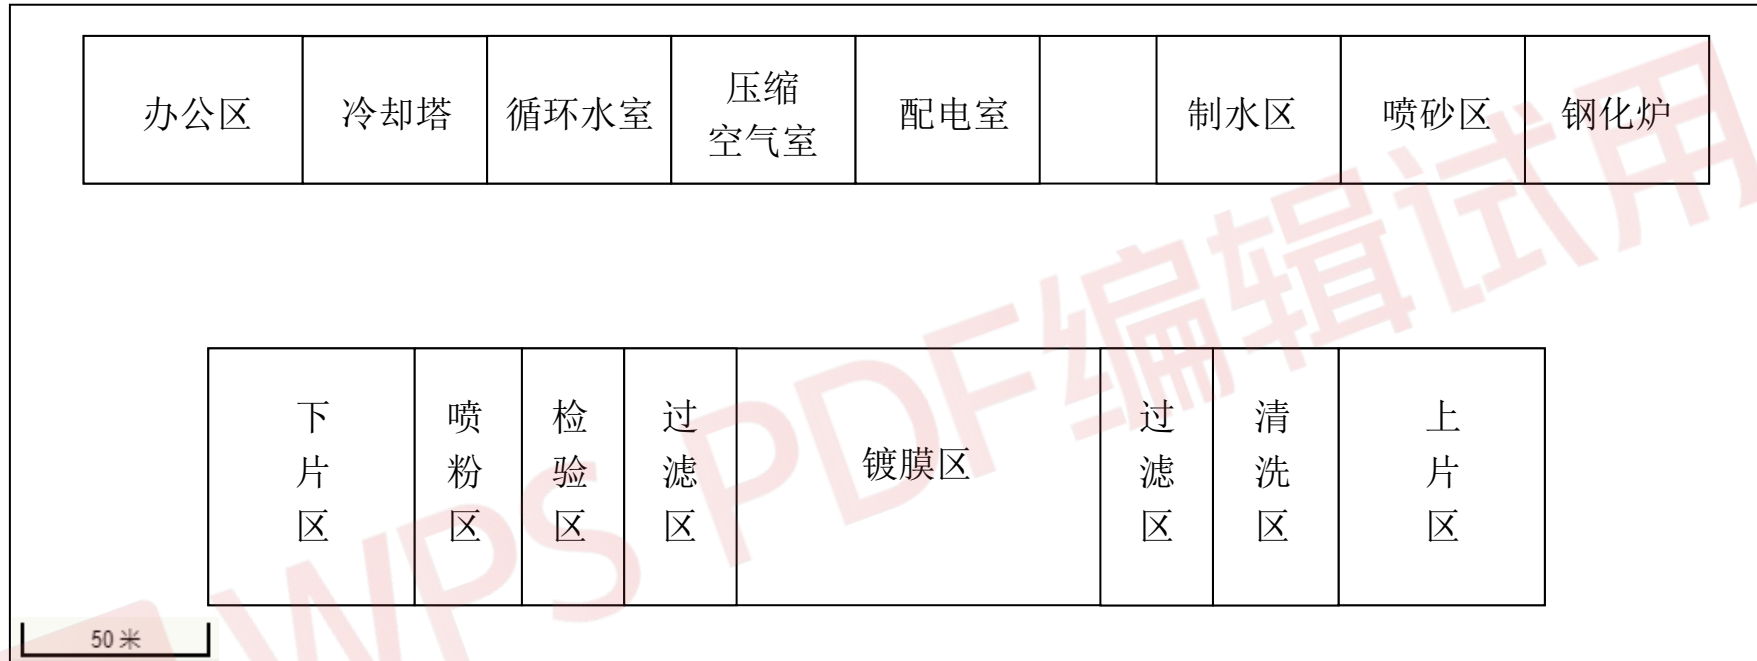 办公区
冷却塔
循环水室
压缩
空气室
配电室
制水区
喷砂区
钢化炉
下片区
喷粉区
检验区
过滤区
镀膜区
过滤区
清洗区
上片区
50 米
WPS PDF编辑试用